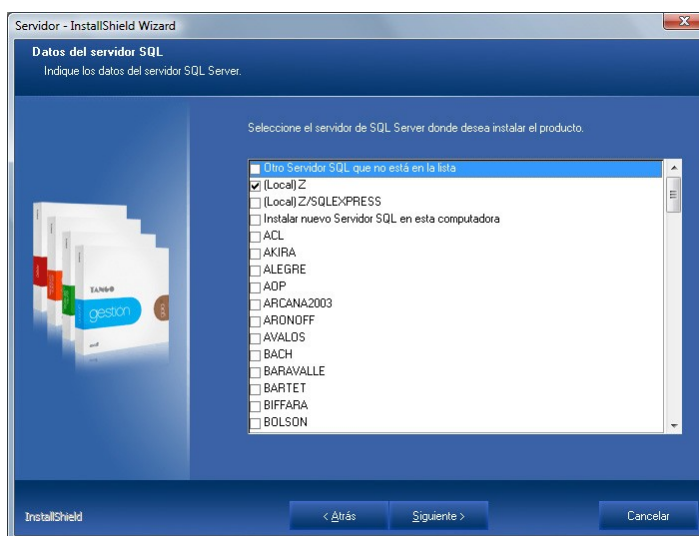 Servidor - InstallShield Wizard
Datos del servidor SQL
Indique los datos del servidor SQL Server.
Seleccione el servidor de SQL Server donde desea instalar el producto.
Otro Servidor SQL que no está en la lista
(Local) Z
(Local) Z/SQLEXPRESS
Instalar nuevo Servidor SQL en esta computadora
ACL
AKIRA
ALEGRE
AOP
ARCANA2003
ARONOFF
AVALOS
BACH
BARAVALLE
BARTET
BIFFARA
BOLSON
TANGO
gestion
InstallShield
< Atrás
Siguiente >
Cancelar